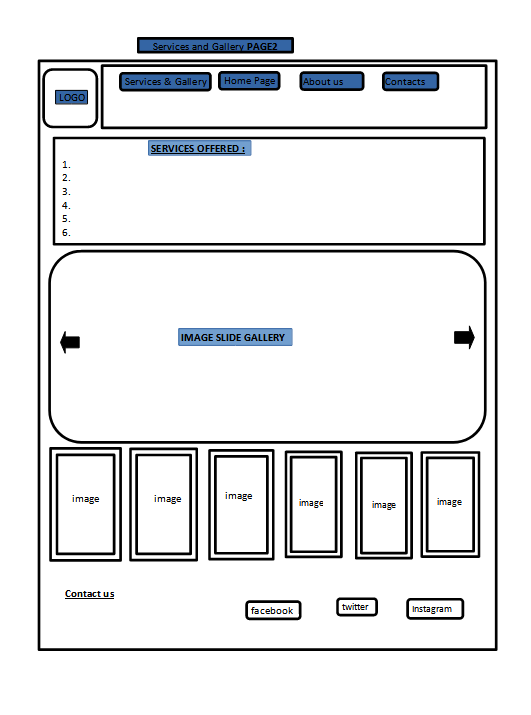 Services and Gallery PAGE2
LOGO
Services & Gallery
Home Page
About us
Contacts
SERVICES OFFERED :
1.
2.
3.
4.
5.
6.
IMAGE SLIDE GALLERY
image
image
image
image
image
image
Contact us
facebook
twitter
Instagram